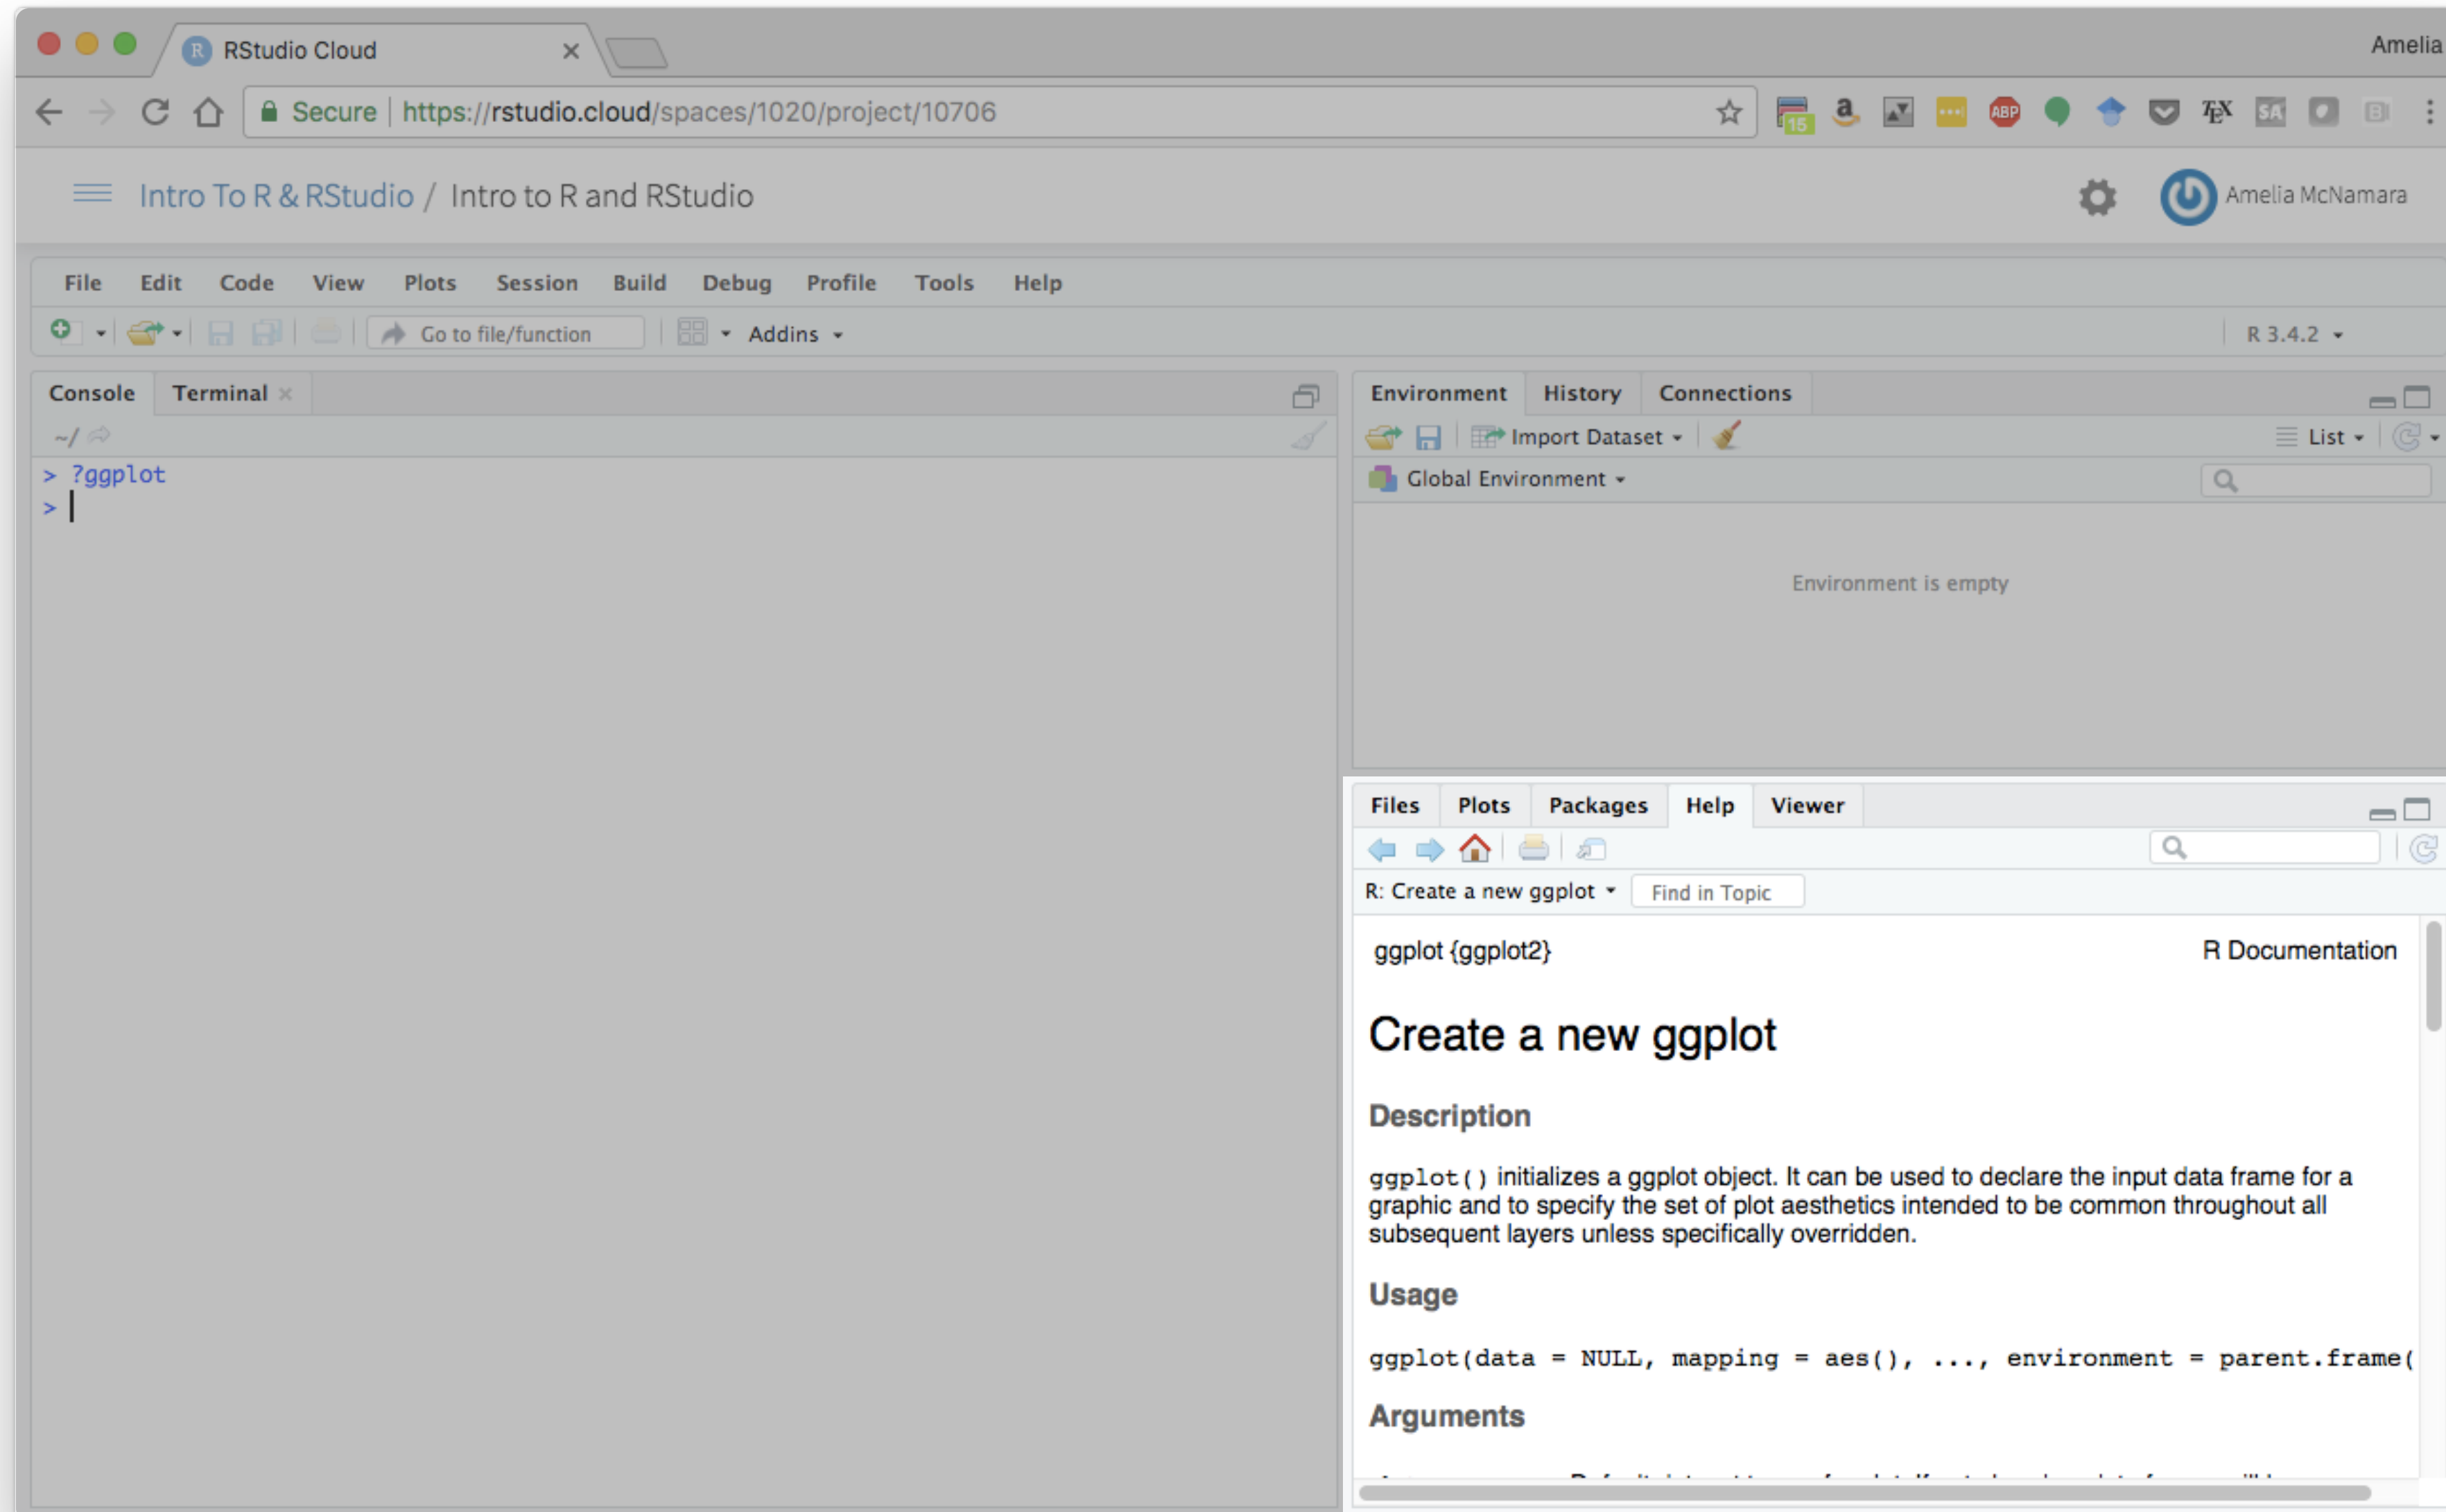 RStudio Cloud
Amelia
Secure https://rstudio.cloud/spaces/1020/project/10706
15 a ABP TEX SA B
Intro To R & RStudio / Intro to R and RStudio
Amelia McNamara
File Edit Code View Plots Session Build Debug Profile Tools Help
Go to file/function Addins R 3.4.2
Console Terminal
~/
> ?ggplot
>
Environment History Connections
Import Dataset List
Global Environment
Environment is empty
Files Plots Packages Help Viewer
R: Create a new ggplot Find in Topic
ggplot {ggplot2} R Documentation
Create a new ggplot
Description
ggplot() initializes a ggplot object. It can be used to declare the input data frame for a
graphic and to specify the set of plot aesthetics intended to be common throughout all
subsequent layers unless specifically overridden.
Usage
ggplot(data = NULL, mapping = aes(), ..., environment = parent.frame(
Arguments